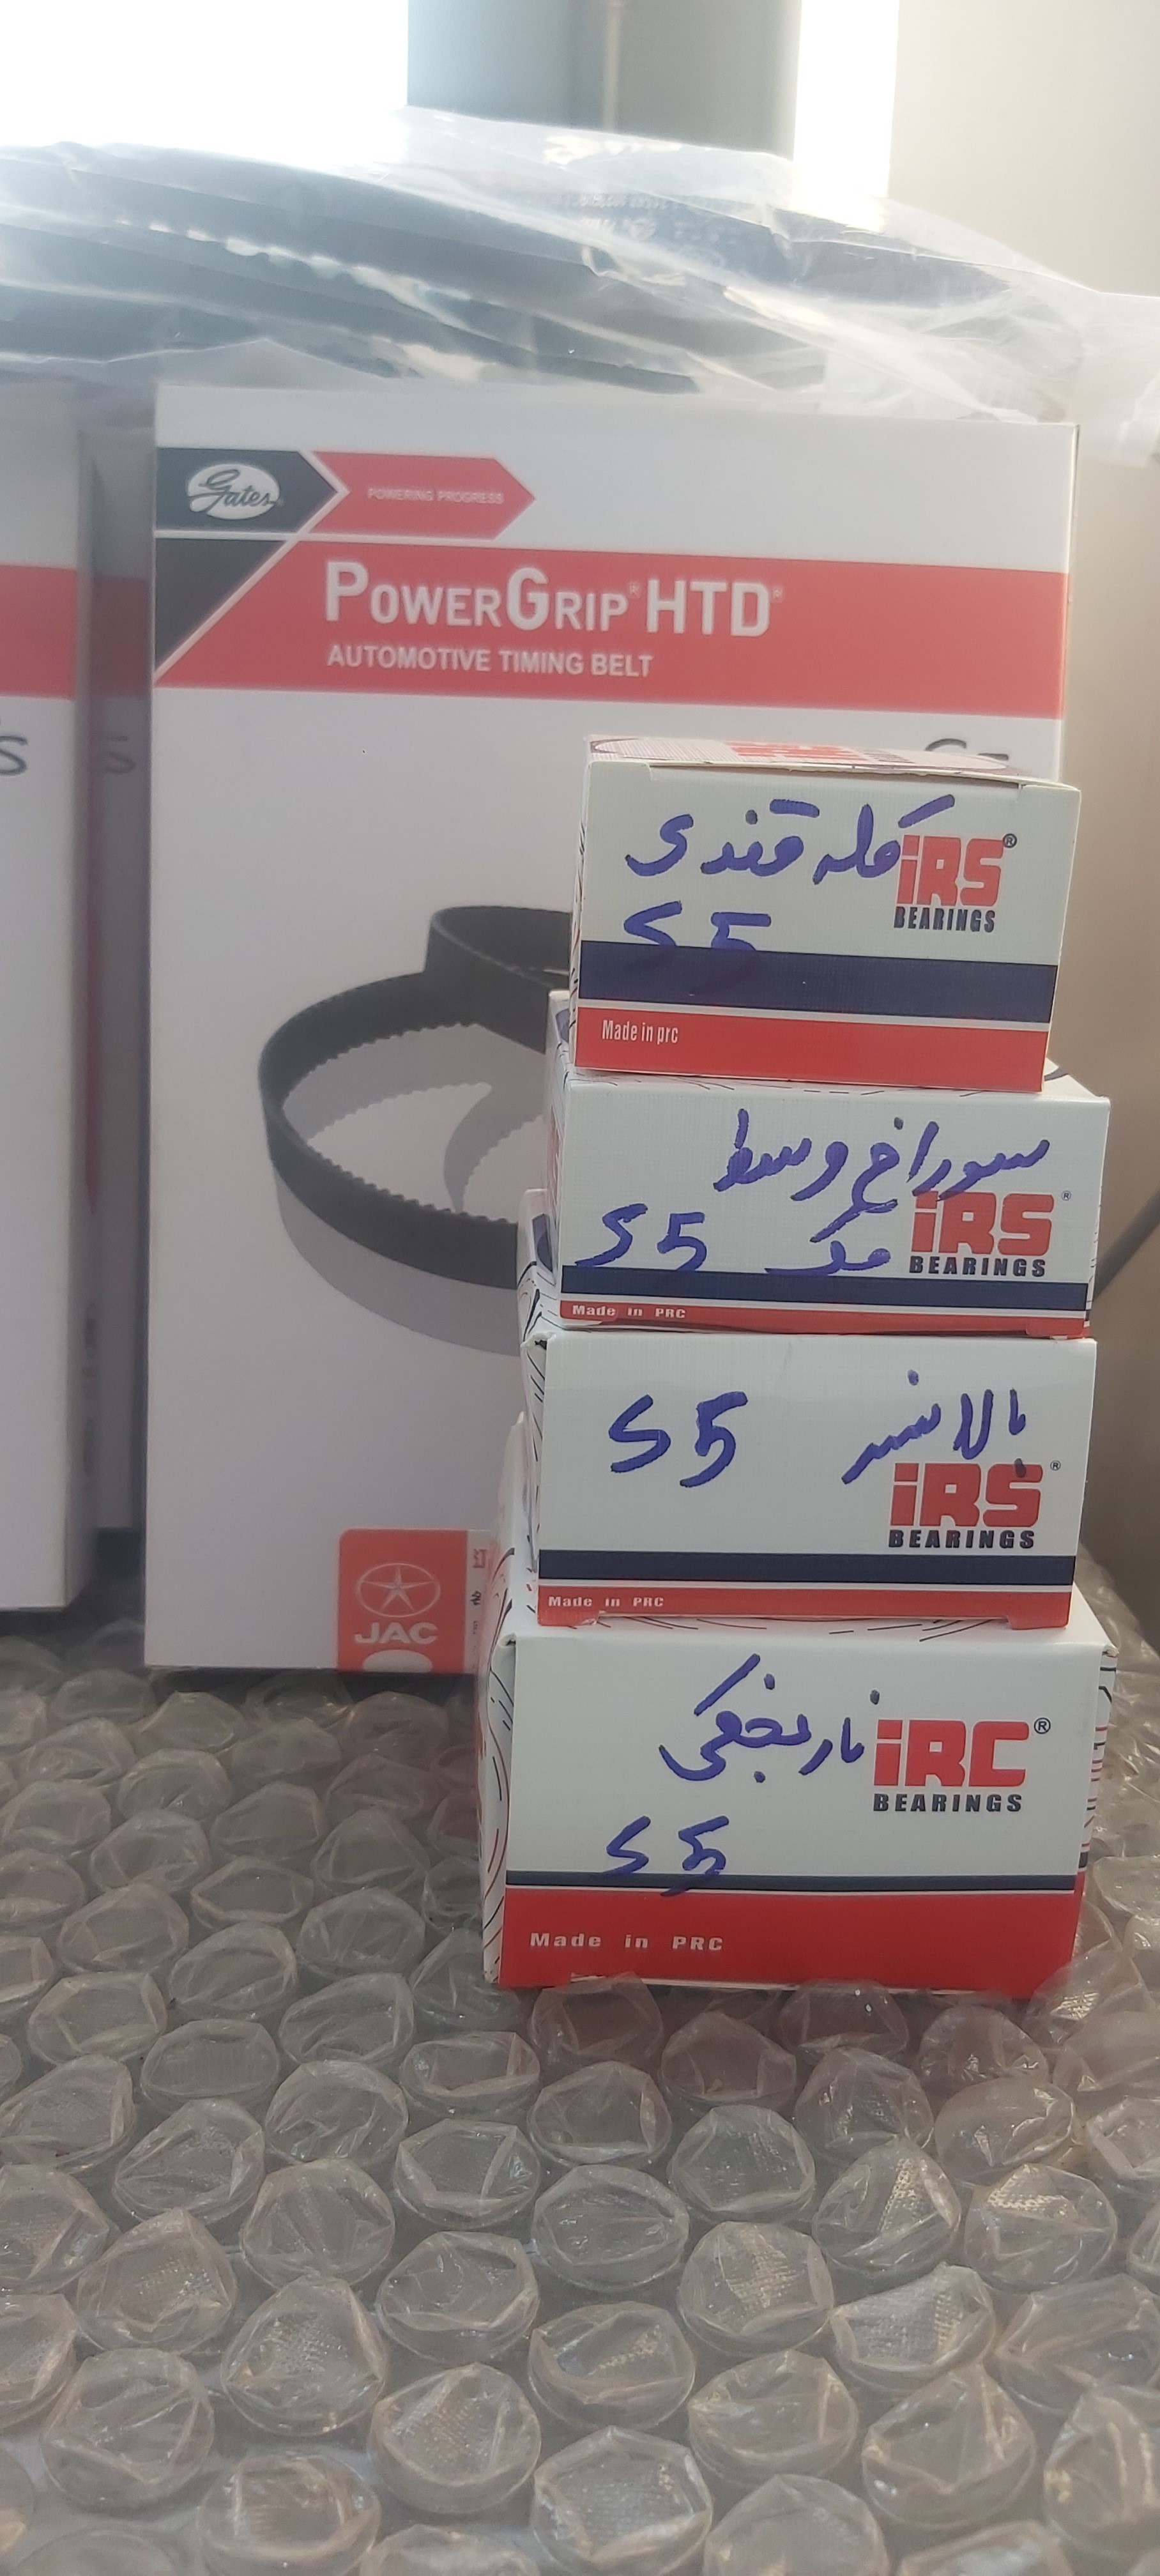 Gates
POWERING PROGRESS
POWERGRIP® HTD®
AUTOMOTIVE TIMING BELT
S
S
کله قندی
S5
iRS®
BEARINGS
Made in prc
سوراخ وسط
S5
iRS®
BEARINGS
Made in PRC
بالانسر
S5
iRS®
BEARINGS
Made in PRC
JAC
نارنجکی
S5
iRC®
BEARINGS
Made in PRC